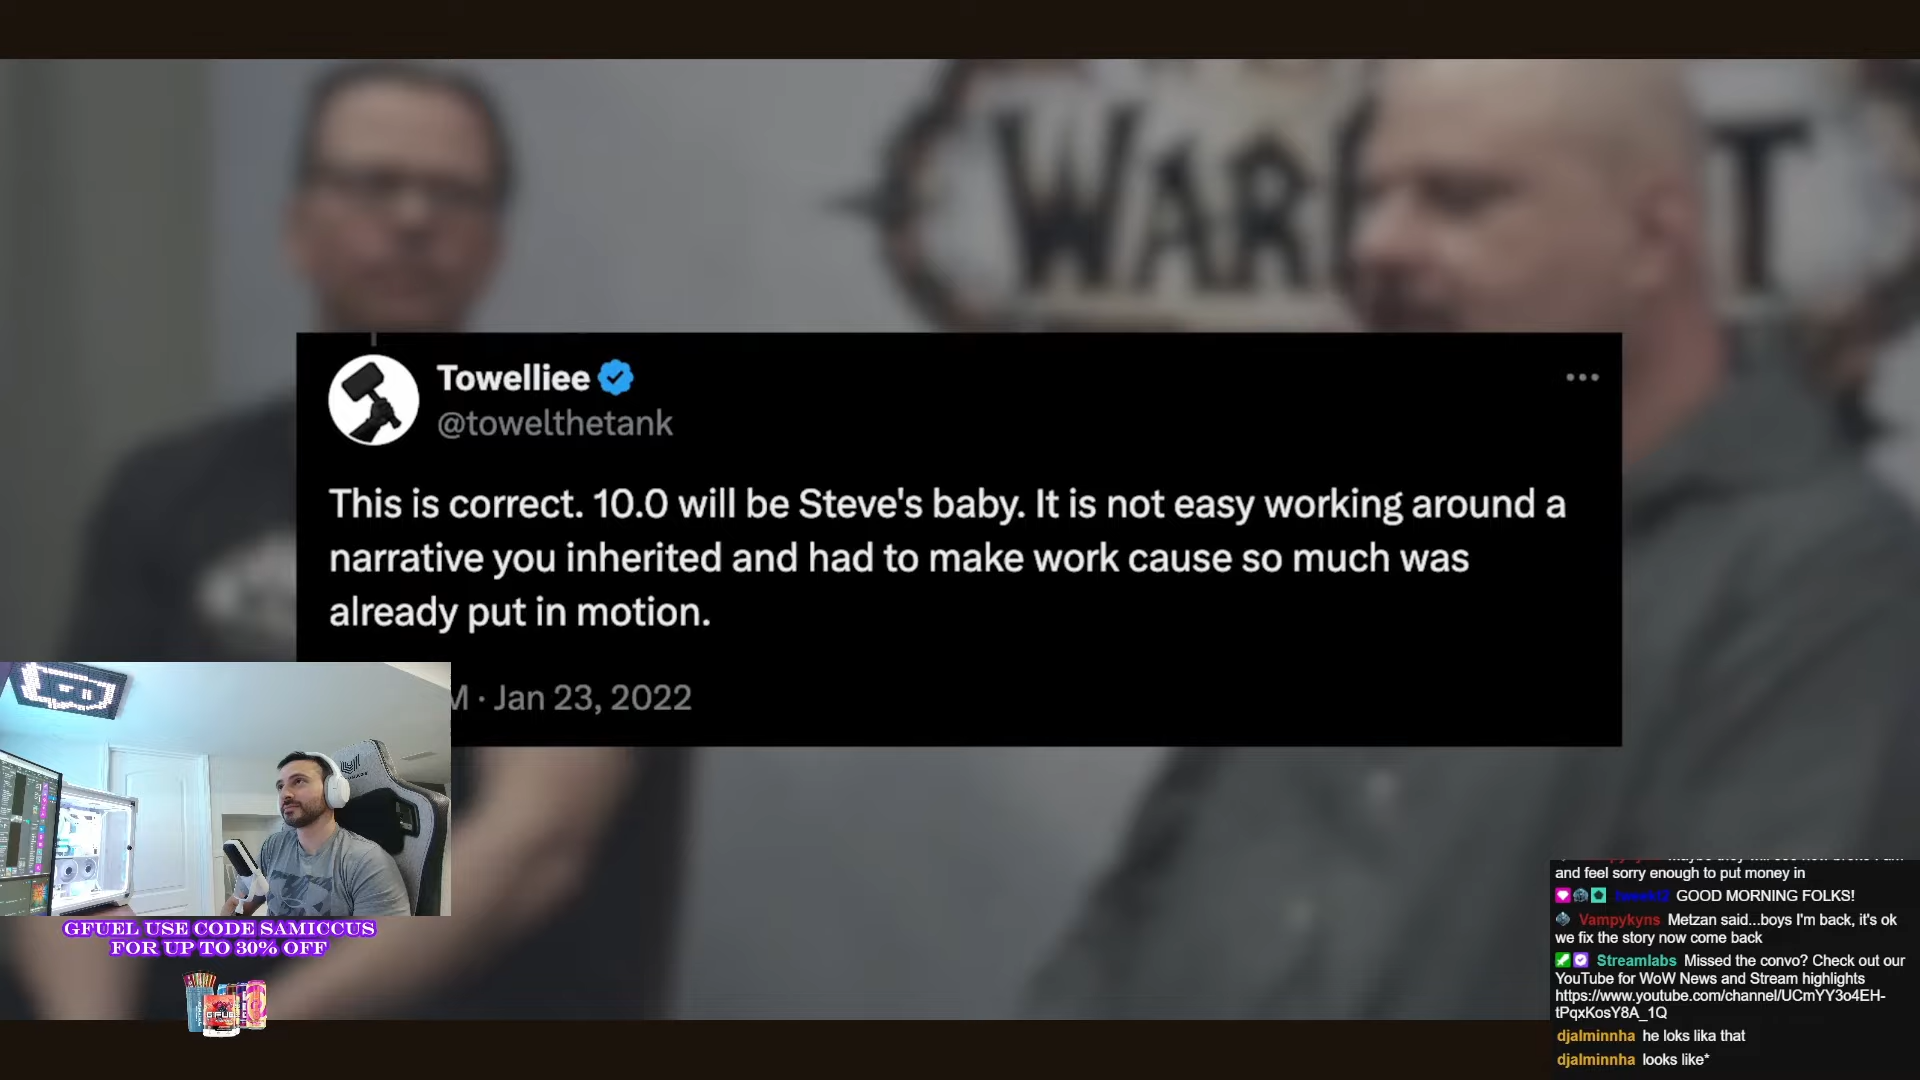 WAR
T
Towelliee
@towelthetank
This is correct. 10.0 will be Steve's baby. It is not easy working around a
narrative you inherited and had to make work cause so much was
already put in motion.
M · Jan 23, 2022
GFUEL USE CODE SAMICCUS
FOR UP TO 30% OFF
GFUEL
and feel sorry enough to put money in
GOOD MORNING FOLKS!
Vampykyns Metzan said...boys I'm back, it's ok
we fix the story now come back
Streamlabs Missed the convo? Check out our
YouTube for WoW News and Stream highlights
https://www.youtube.com/channel/UCmYY3o4EH-
tPqxKosY8A_1Q
djalminnha he loks lika that
djalminnha looks like*